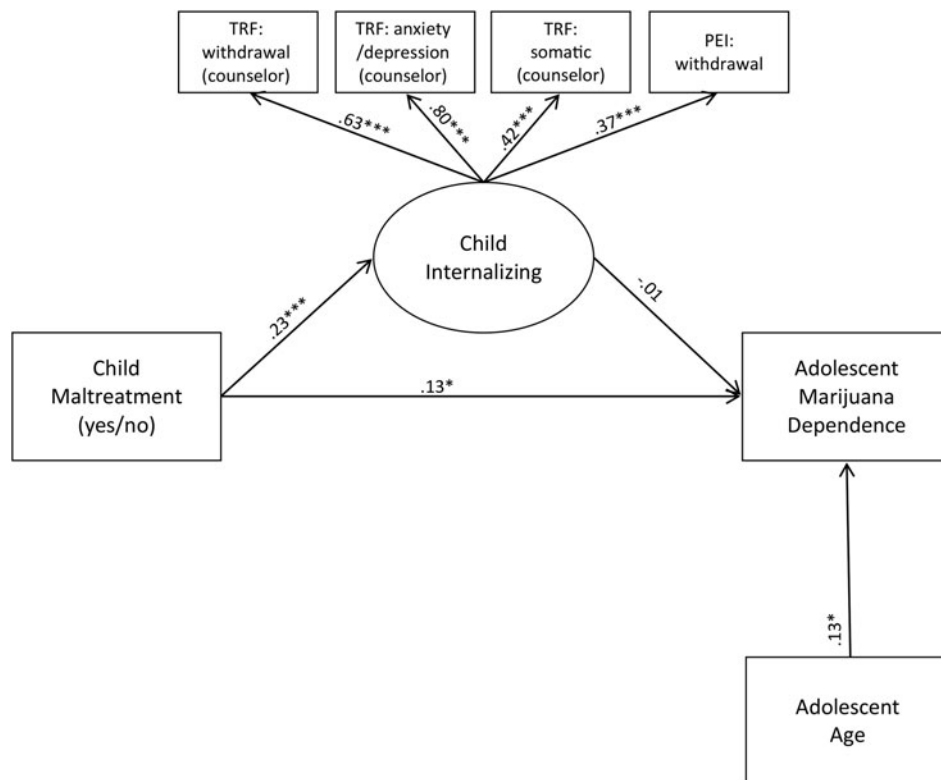 TRF:
withdrawal
(counselor)
TRF: anxiety
/depression
(counselor)
TRF:
somatic
(counselor)
PEI:
withdrawal
.63***
.80***
.42***
.37***
Child
Internalizing
.23***
-.01
Child
Maltreatment
(yes/no)
.13*
Adolescent
Marijuana
Dependence
.13*
Adolescent
Age